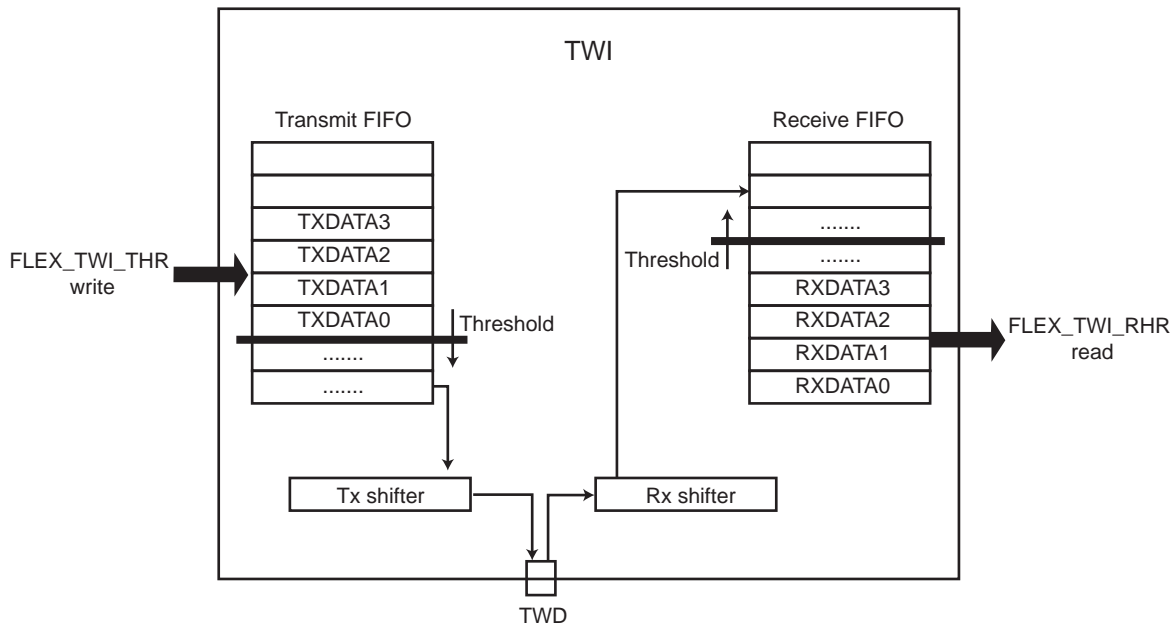 TWI
Transmit FIFO
TXDATA3
TXDATA2
TXDATA1
TXDATA0
.......
.......
FLEX_TWI_THR
write
Threshold
Receive FIFO
.......
.......
RXDATA3
RXDATA2
RXDATA1
RXDATA0
Threshold
FLEX_TWI_RHR
read
Tx shifter
Rx shifter
TWD